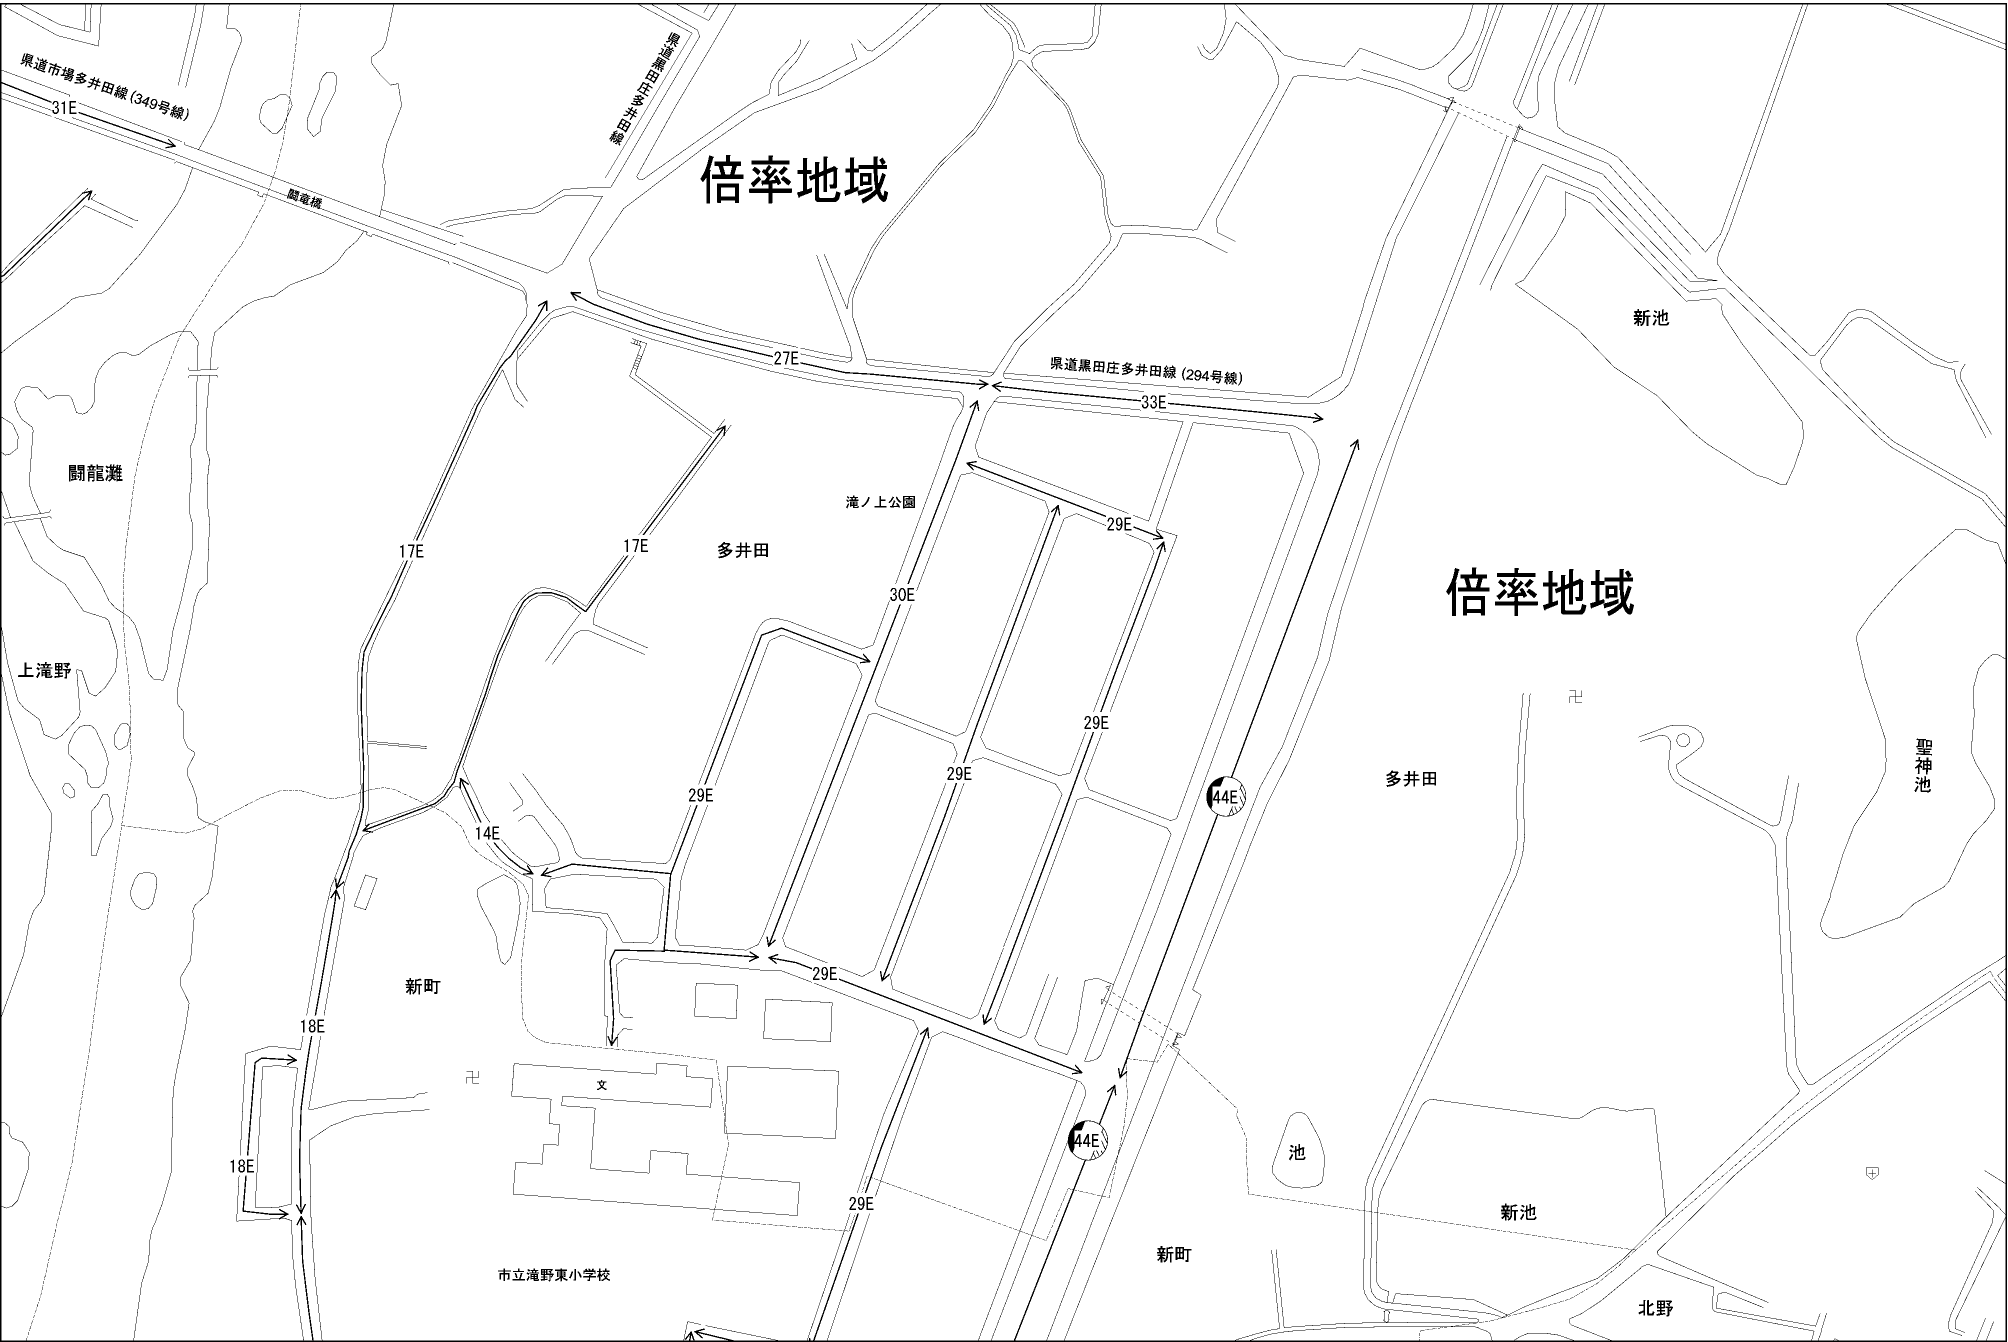 県道市場多井田線(349号線)
県道黒田庄多井田線
31E
倍率地域
闘竜橋
新池
27E
県道黒田庄多井田線(294号線)
33E
闘龍灘
滝ノ上公園
29E
17E
17E
多井田
30E
倍率地域
上滝野
29E
29E
聖神池
多井田
29E
44E
14E
29E
新町
18E
文
44E
池
18E
29E
新池
新町
市立滝野東小学校
北野